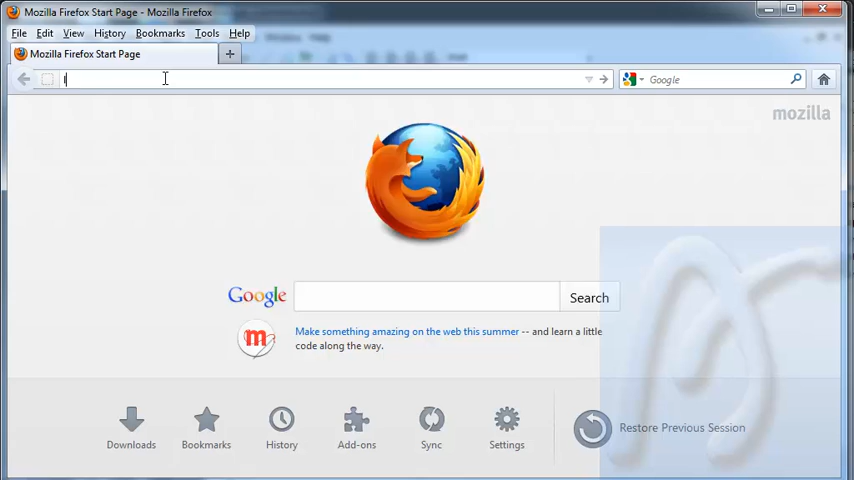 Mozilla Firefox Start Page - Mozilla Firefox
File Edit View History Bookmarks Tools Help
Mozilla Firefox Start Page +
Google
mozilla
Google Search
Make something amazing on the web this summer -- and learn a little
code along the way.
Downloads Bookmarks History Add-ons Sync Settings Restore Previous Session